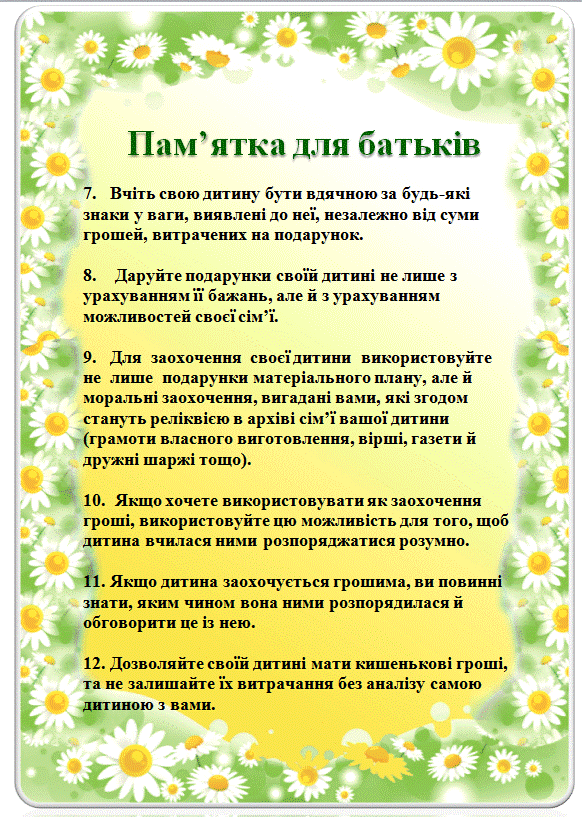 Пам’ятка для батьків
7. Вчіть свою дитину бути вдячною за будь-які
знаки у ваги, виявлені до неї, незалежно від суми
грошей, витрачених на подарунок.
8. Даруйте подарунки своїй дитині не лише з
урахуванням її бажань, але й з урахуванням
можливостей своєї сім’ї.
9. Для заохочення своєї дитини використовуйте
не лише подарунки матеріального плану, але й
моральні заохочення, вигадані вами, які згодом
стануть реліквією в архіві сім’ї вашої дитини
(грамоти власного виготовлення, вірші, газети й
дружні шаржі тощо).
10. Якщо хочете використовувати як заохочення
гроші, використовуйте цю можливість для того, щоб
дитина вчилася ними розпоряджатися розумно.
11. Якщо дитина заохочується грошима, ви повинні
знати, яким чином вона ними розпорядилася й
обговорити це із нею.
12. Дозволяйте своїй дитині мати кишенькові гроші,
та не залишайте їх витрачання без аналізу самою
дитиною з вами.